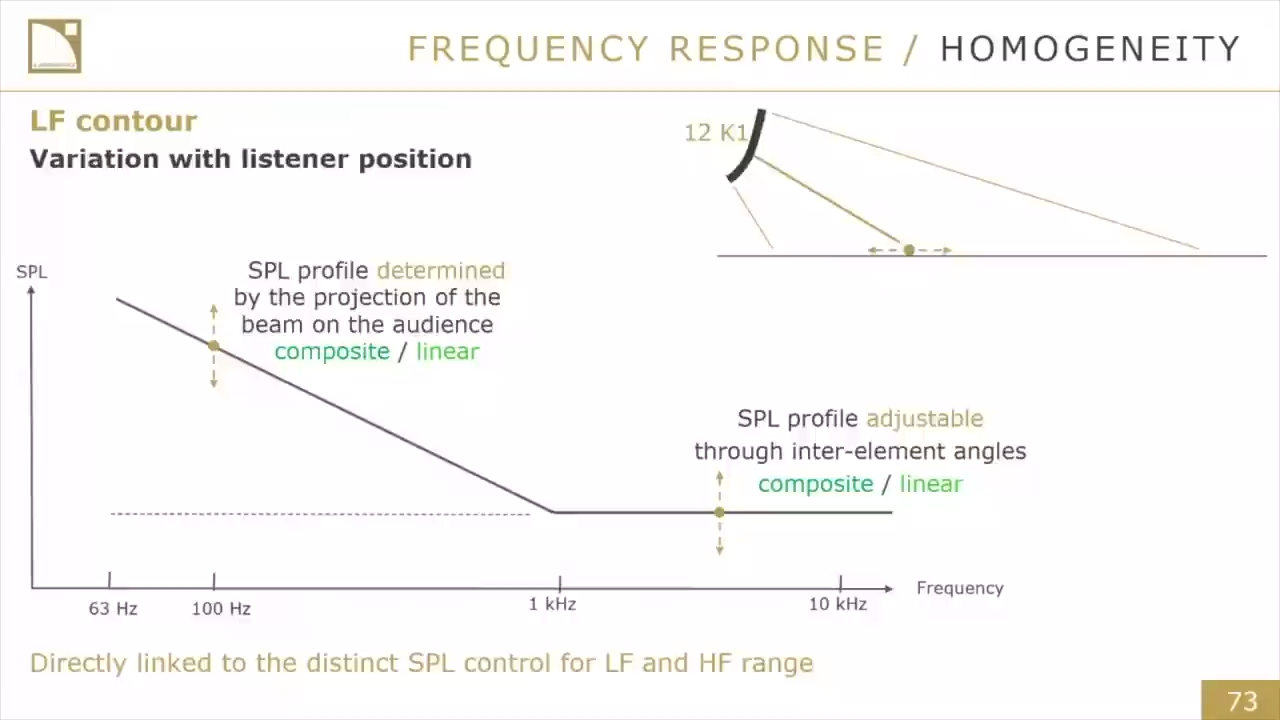 FREQUENCY RESPONSE / HOMOGENEITY
LF contour
Variation with listener position
12 K1
SPL
SPL profile determined
by the projection of the
beam on the audience
composite / linear
SPL profile adjustable
through inter-element angles
composite / linear
63 Hz
100 Hz
1 kHz
10 kHz
Frequency
Directly linked to the distinct SPL control for LF and HF range
73